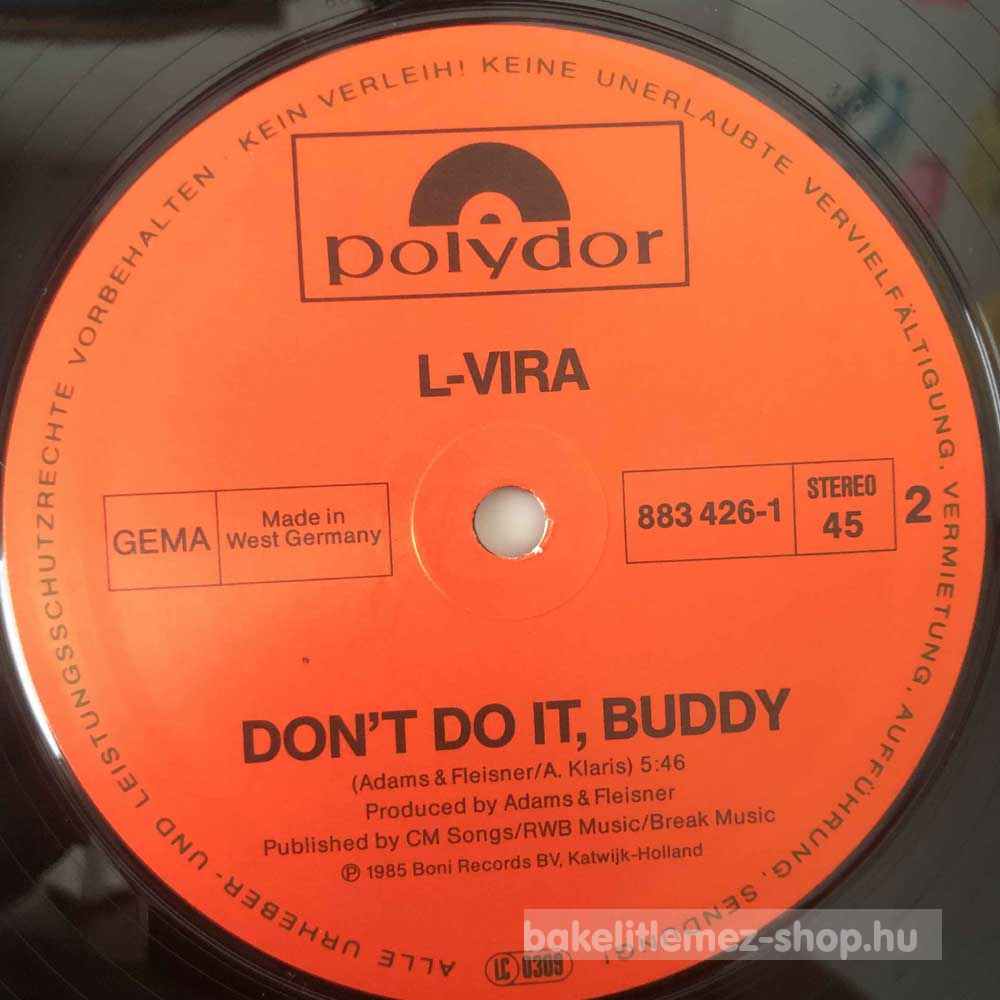 ALLE URHEBER- UND LEISTUNGSSCHUTZRECHTE VORBEHALTEN · KEIN VERLEIH! KEINE UNERLAUBTE VERVIELFÄLTIGUNG, VERMIETUNG, AUFFÜHRUNG, SENDUNG!
polydor
L-VIRA
GEMA
Made in
West Germany
883 426-1
STEREO
45
2
DON'T DO IT, BUDDY
(Adams & Fleisner/A. Klaris) 5:46
Produced by Adams & Fleisner
Published by CM Songs/RWB Music/Break Music
℗ 1985 Boni Records BV, Katwijk-Holland
LC 0309
bakelitlemez-shop.hu